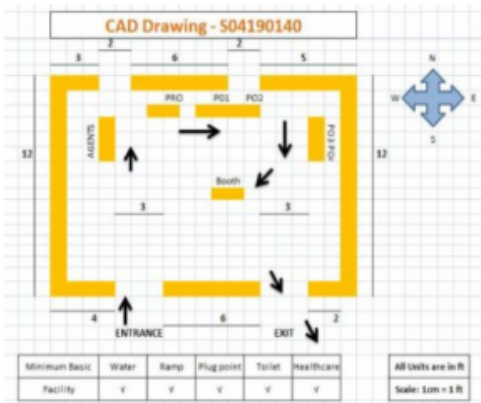 CAD Drawing - S04190140
2 2
3 6 5
N
W E
S
PRO PO1 PO2
AGENTS
12 12
Booth
3 3
4 6 2
ENTRANCE EXIT
Minimum Basic Water Ramp Plug point Toilet Healthcare
Facility √ √ √ √ √
All Units are in ft
Scale: 1cm = 1 ft